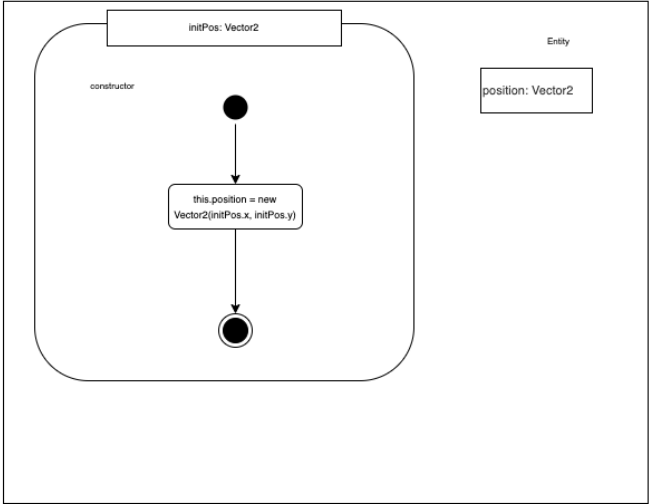 initPos: Vector2
Entity
constructor
position: Vector2
this.position = new
Vector2(initPos.x, initPos.y)